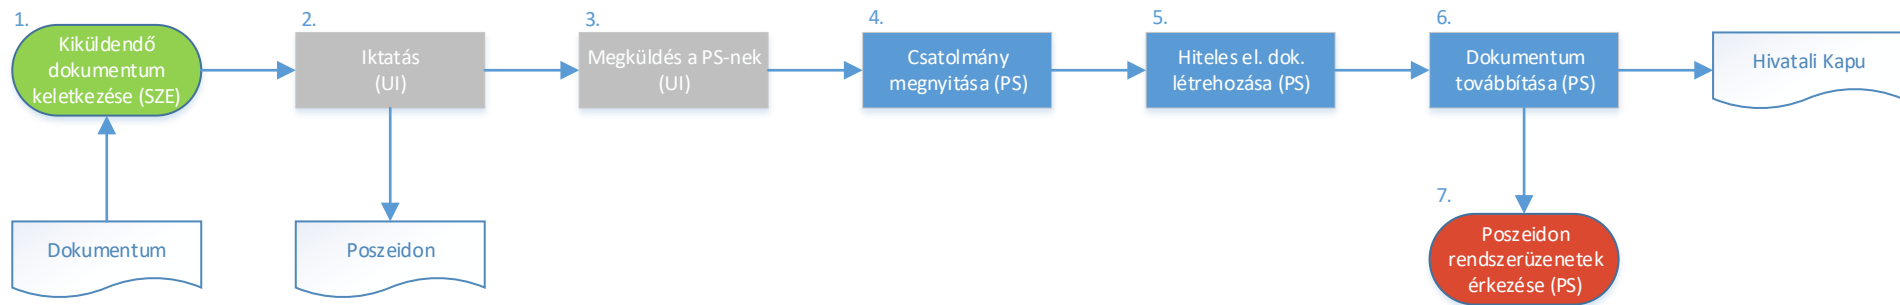 1.
Kiküldendő
dokumentum
keletkezése (SZE)
2.
Iktatás
(UI)
3.
Megküldés a PS-nek
(UI)
4.
Csatolmány
megnyitása (PS)
5.
Hiteles el. dok.
létrehozása (PS)
6.
Dokumentum
továbbítása (PS)
Hivatali Kapu
Dokumentum
Poszeidon
7.
Poszeidon
rendszerüzenetek
érkezése (PS)